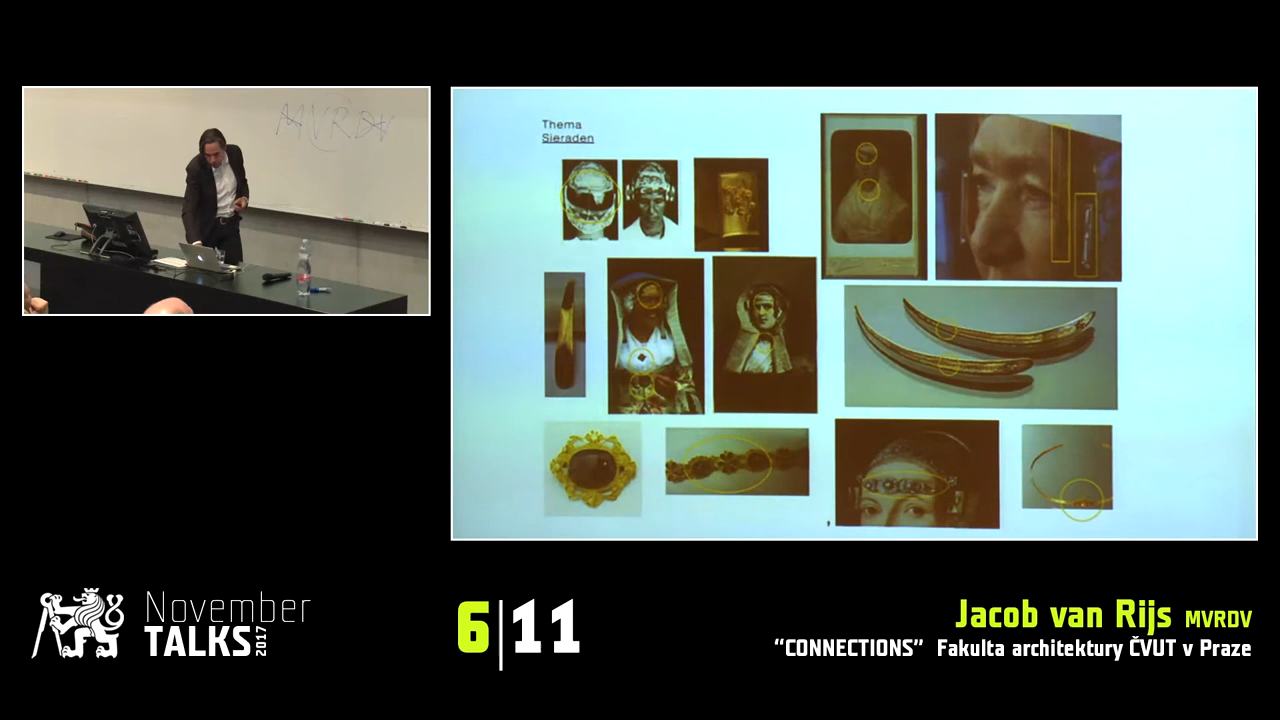 MVRDV
Thema
Sieraden
November
TALKS 2017
6|11
Jacob van Rijs MVRDV
“CONNECTIONS” Fakulta architektury ČVUT v Praze